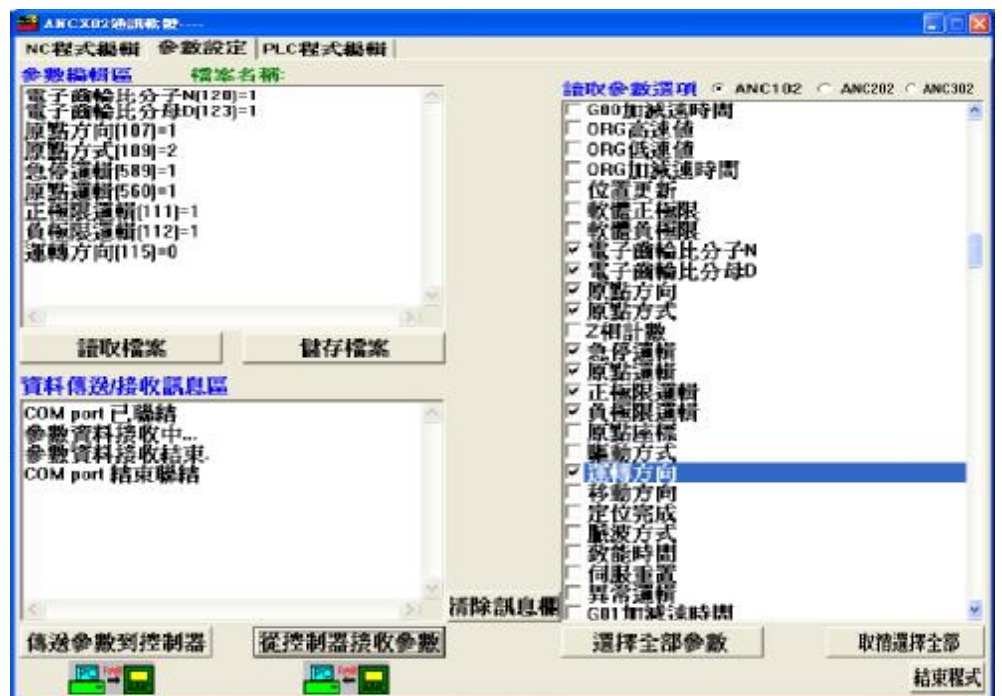 ANCX02通訊軟體----
NC程式編輯 參數設定 PLC程式編輯
參數編輯區 檔案名稱:
電子齒輪比分子N(120)=1
電子齒輪比分母D(123)=1
原點方向(107)=1
原點方式(109)=2
急停邏輯(589)=1
原點邏輯(560)=1
正極限邏輯(111)=1
負極限邏輯(112)=1
運轉方向(115)=0
讀取檔案 儲存檔案
資料傳送/接收訊息區
COM port 已聯結
參數資料接收中...
參數資料接收結束.
COM port 結束聯結
清除訊息欄
傳送參數到控制器 從控制器接收參數
讀取參數選項 ANC102 ANC202 ANC302
G00加減速時間
ORG高速值
ORG低速值
ORG加減速時間
位置更新
軟體正極限
軟體負極限
電子齒輪比分子N
電子齒輪比分母D
原點方向
原點方式
Z相計數
急停邏輯
原點邏輯
正極限邏輯
負極限邏輯
原點座標
驅動方式
運轉方向
移動方向
定位完成
脈波方式
致能時間
伺服重置
異常邏輯
G01加減速時間
選擇全部參數 取消選擇全部
結束程式